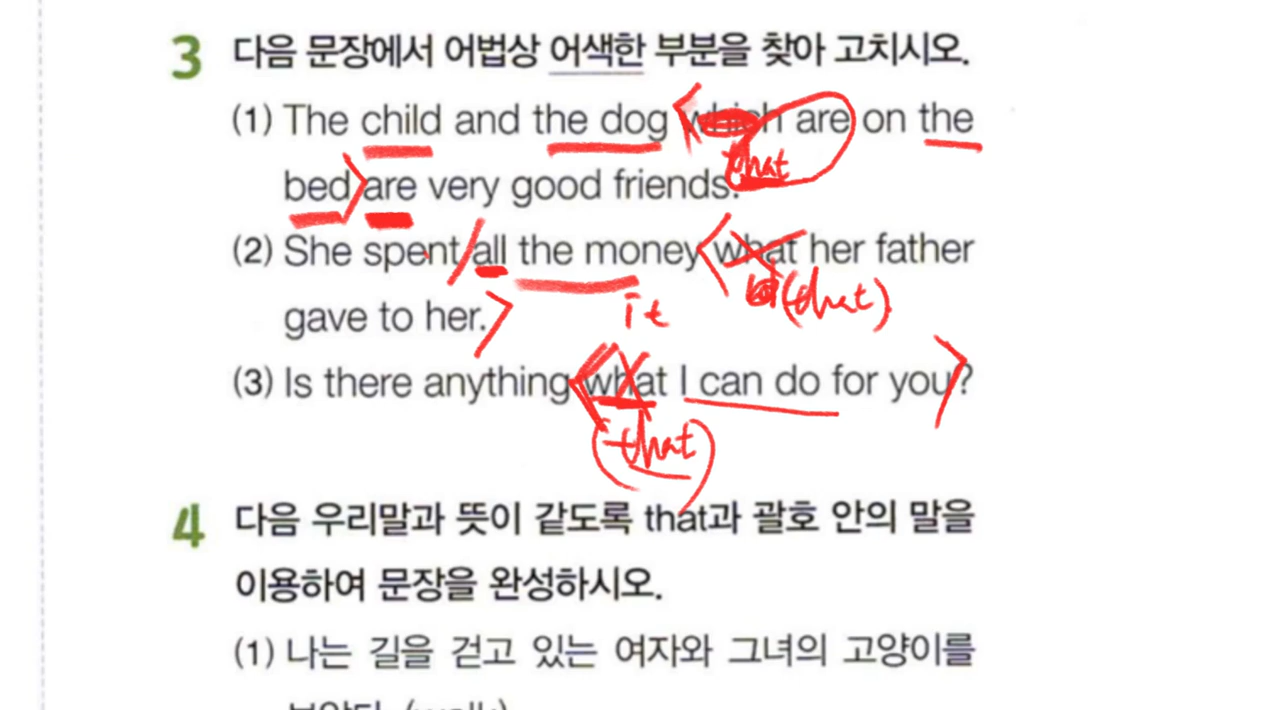 3 다음 문장에서 어법상 어색한 부분을 찾아 고치시오.
(1) The child and the dog which are on the
that
bed are very good friends.
(2) She spent all the money what her father
(that)
gave to her.
it
(3) Is there anything what I can do for you?
(that)
4 다음 우리말과 뜻이 같도록 that과 괄호 안의 말을
이용하여 문장을 완성하시오.
(1) 나는 길을 걷고 있는 여자와 그녀의 고양이를